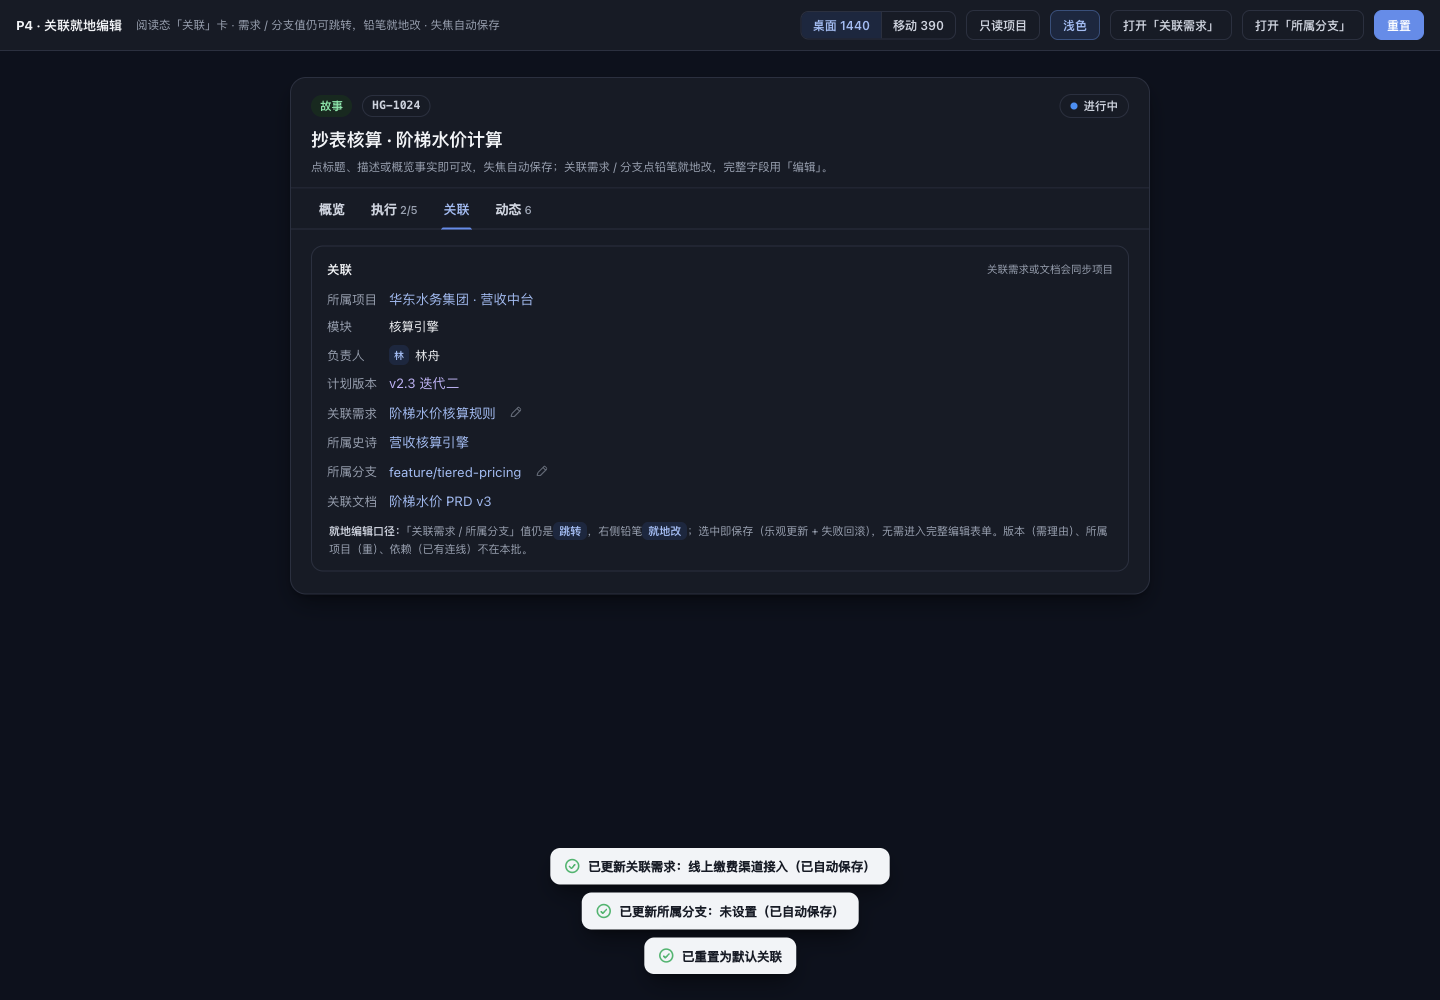 P4 · 关联就地编辑 阅读态「关联」卡 · 需求 / 分支值仍可跳转，铅笔就地改 · 失焦自动保存 桌面 1440 移动 390 只读项目 浅色 打开「关联需求」 打开「所属分支」 重置
故事 HG-1024 进行中
抄表核算 · 阶梯水价计算
点标题、描述或概览事实即可改，失焦自动保存；关联需求 / 分支点铅笔就地改，完整字段用「编辑」。
概览 执行 2/5 关联 动态 6
关联 关联需求或文档会同步项目
所属项目 华东水务集团 · 营收中台
模块 核算引擎
负责人 林 林舟
计划版本 v2.3 迭代二
关联需求 阶梯水价核算规则
所属史诗 营收核算引擎
所属分支 feature/tiered-pricing
关联文档 阶梯水价 PRD v3
就地编辑口径：「关联需求 / 所属分支」值仍是 跳转 ，右侧铅笔 就地改 ；选中即保存（乐观更新 + 失败回滚），无需进入完整编辑表单。版本（需理由）、所属
项目（重）、依赖（已有连线）不在本批。
已更新关联需求：线上缴费渠道接入（已自动保存）
已更新所属分支：未设置（已自动保存）
已重置为默认关联